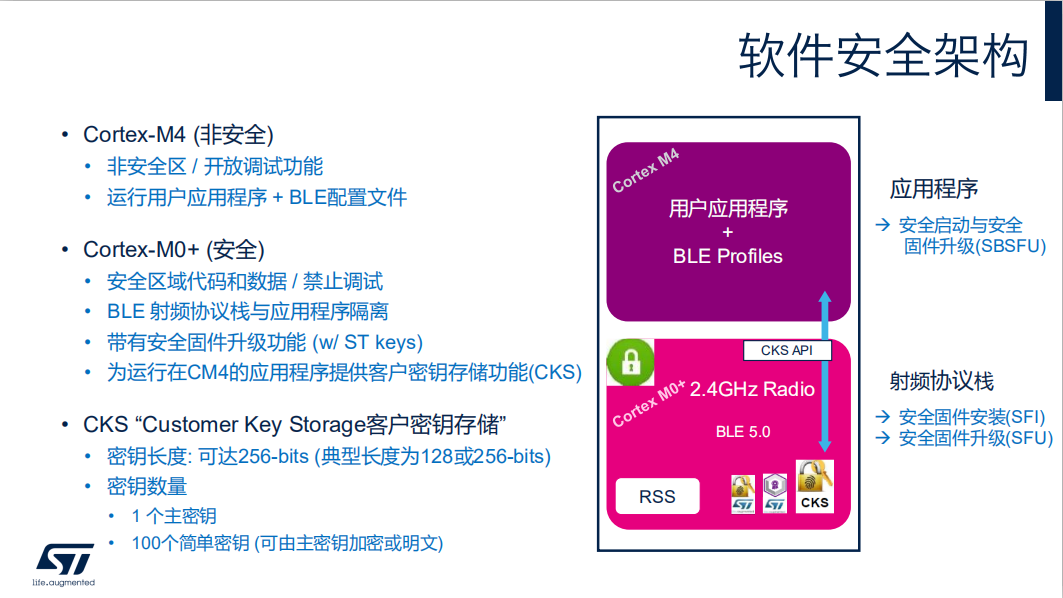 软件安全架构
• Cortex-M4 (非安全)
• 非安全区 / 开放调试功能
• 运行用户应用程序 + BLE配置文件
• Cortex-M0+ (安全)
• 安全区域代码和数据 / 禁止调试
• BLE 射频协议栈与应用程序隔离
• 带有安全固件升级功能 (w/ ST keys)
• 为运行在CM4的应用程序提供客户密钥存储功能(CKS)
• CKS “Customer Key Storage客户密钥存储”
• 密钥长度: 可达256-bits (典型长度为128或256-bits)
• 密钥数量
• 1 个主密钥
• 100个简单密钥 (可由主密钥加密或明文)
Cortex M4
用户应用程序
+
BLE Profiles
CKS API
Cortex M0+
2.4GHz Radio
BLE 5.0
RSS
ST
ST
CKS
应用程序
→ 安全启动与安全
固件升级(SBSFU)
射频协议栈
→ 安全固件安装(SFI)
→ 安全固件升级(SFU)
ST
life.augmented